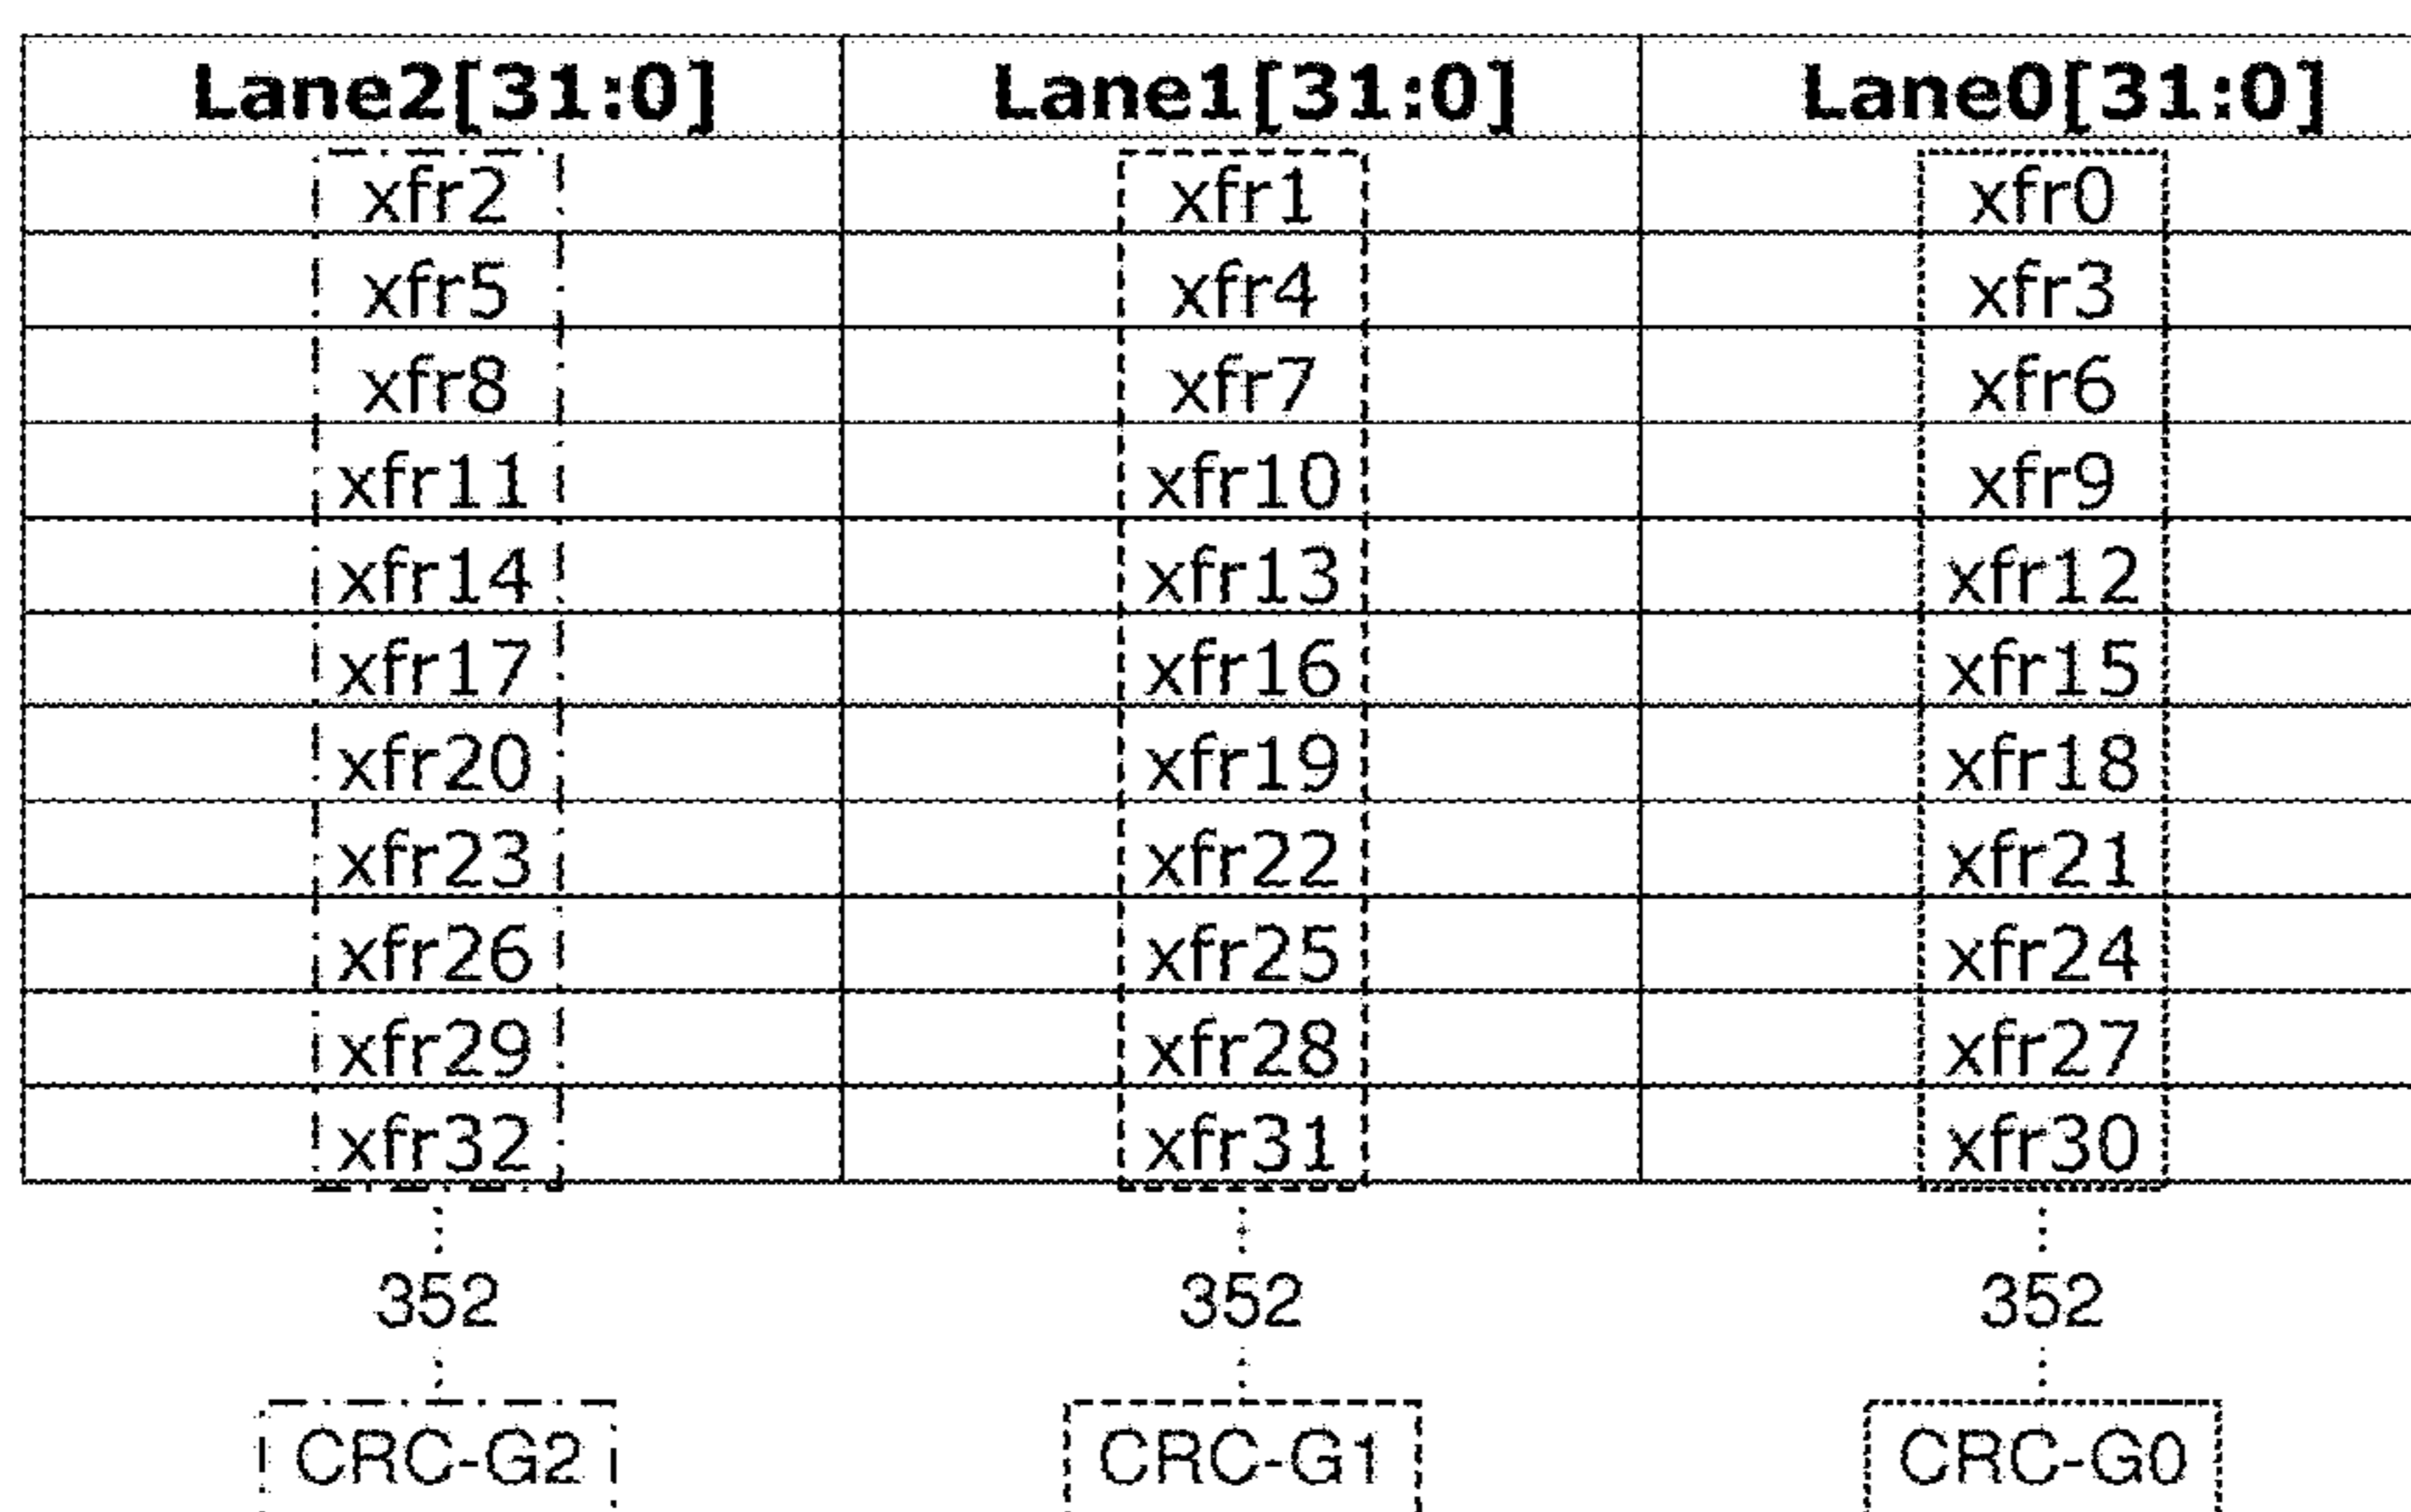 Lane2[31:0] Lane1[31:0] Lane0[31:0]
xfr2 xfr1 xfr0
xfr5 xfr4 xfr3
xfr8 xfr7 xfr6
xfr11 xfr10 xfr9
xfr14 xfr13 xfr12
xfr17 xfr16 xfr15
xfr20 xfr19 xfr18
xfr23 xfr22 xfr21
xfr26 xfr25 xfr24
xfr29 xfr28 xfr27
xfr32 xfr31 xfr30
352 352 352
CRC-G2 CRC-G1 CRC-G0